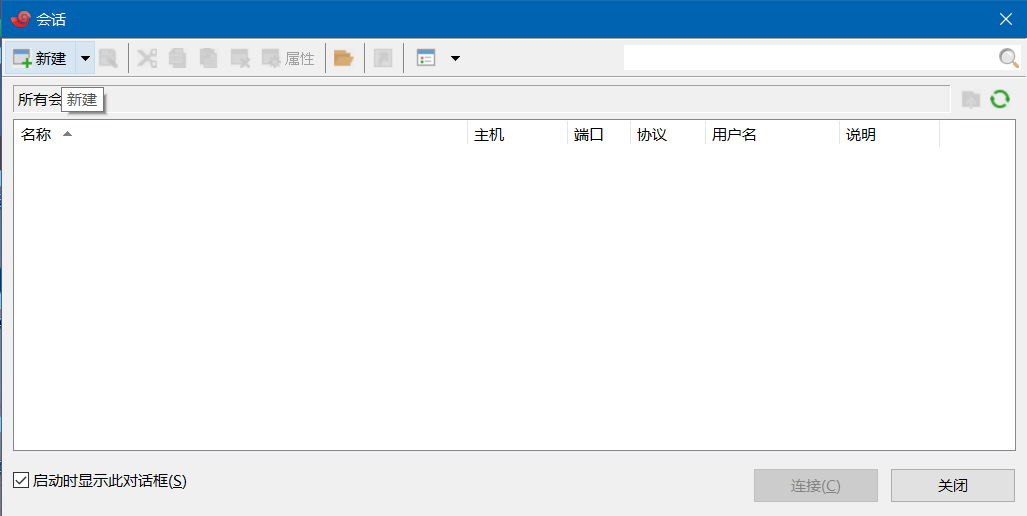 会话
新建
属性
所有会
新建
名称 主机 端口 协议 用户名 说明
启动时显示此对话框(S)
连接(C) 关闭